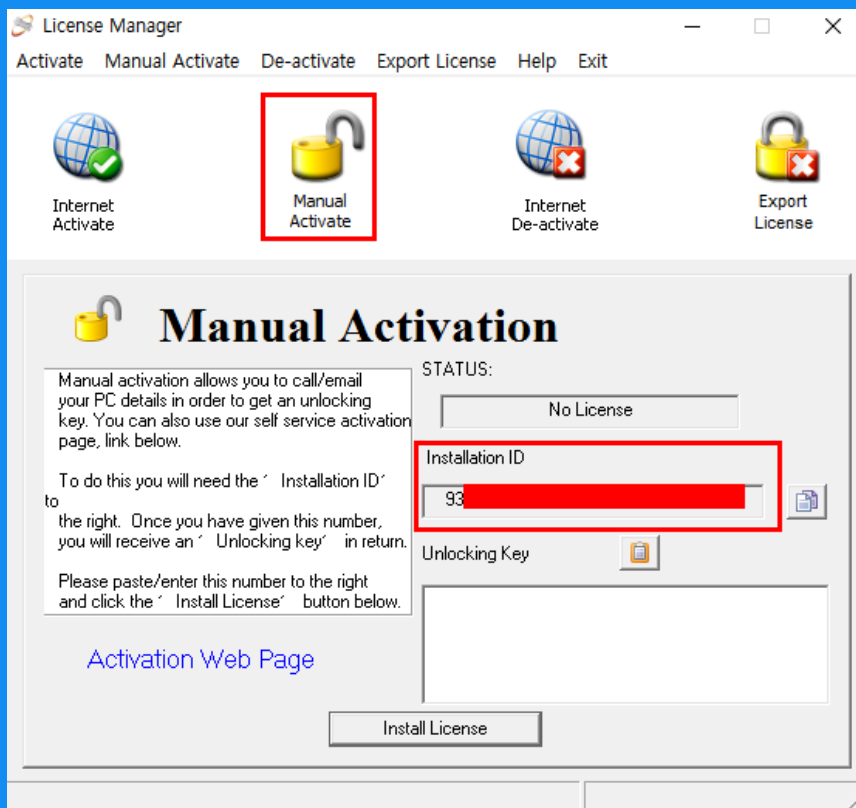 License Manager
Activate Manual Activate De-activate Export License Help Exit
Internet
Activate
Manual
Activate
Internet
De-activate
Export
License
Manual Activation
Manual activation allows you to call/email
your PC details in order to get an unlocking
key. You can also use our self service activation
page, link below.
To do this you will need the ´ Installation ID´
to
the right. Once you have given this number,
you will receive an ´ Unlocking key´ in return.
Please paste/enter this number to the right
and click the ´ Install License´ button below.
Activation Web Page
STATUS:
No License
Installation ID
93
Unlocking Key
Install License